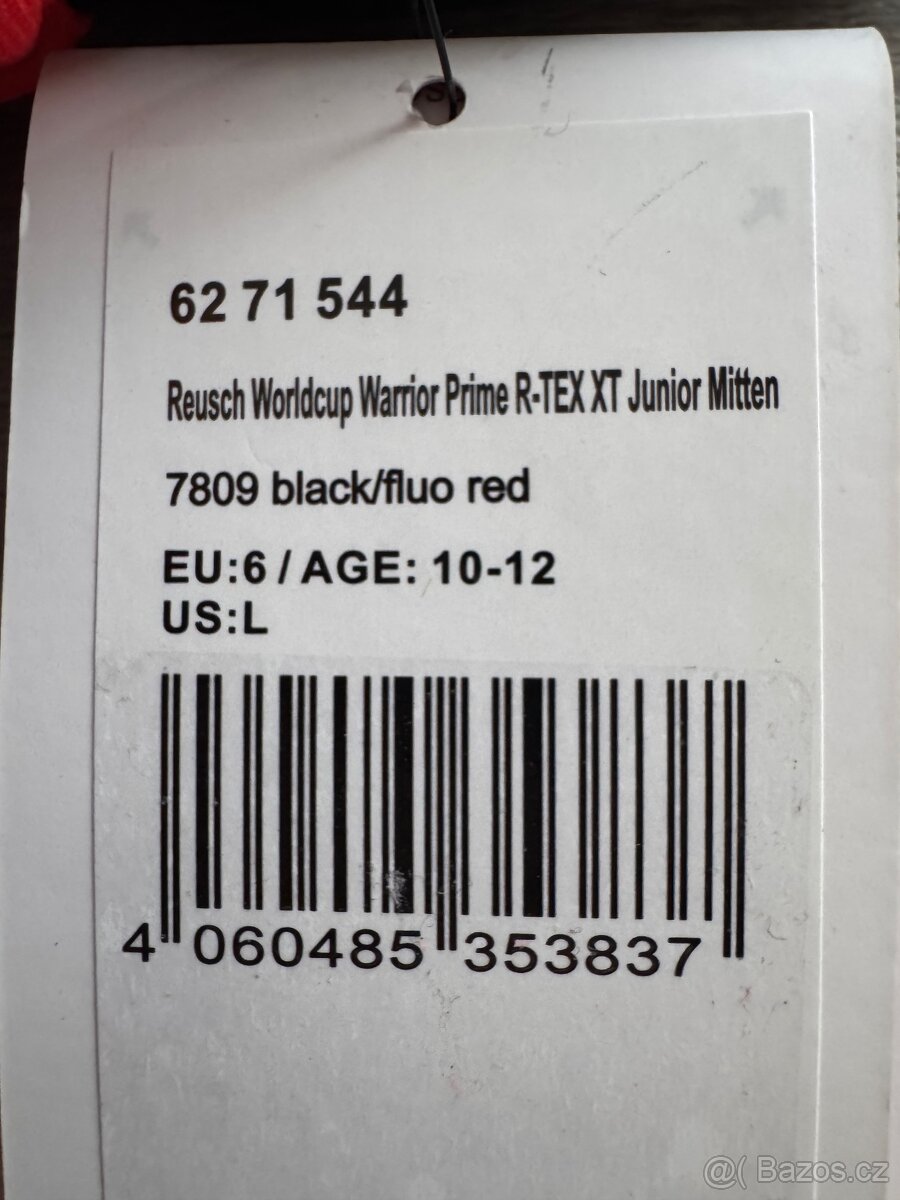 62 71 544
Reusch Worldcup Warrior Prime R-TEX XT Junior Mitten
7809 black/fluo red
EU:6 / AGE: 10-12
US:L
4 060485 353837
@( Bazos.cz